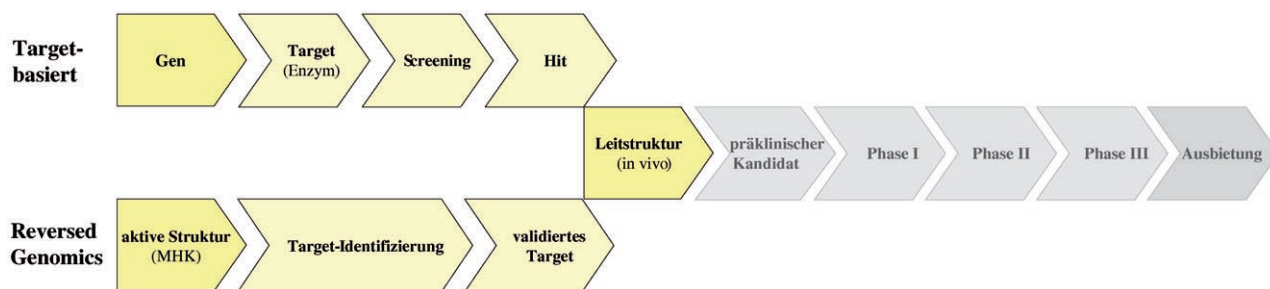 Target-
basiert
Gen
Target
(Enzym)
Screening
Hit
Leitstruktur
(in vivo)
präklinischer
Kandidat
Phase I
Phase II
Phase III
Ausbietung
Reversed
Genomics
aktive Struktur
(MHK)
Target-Identifizierung
validiertes
Target